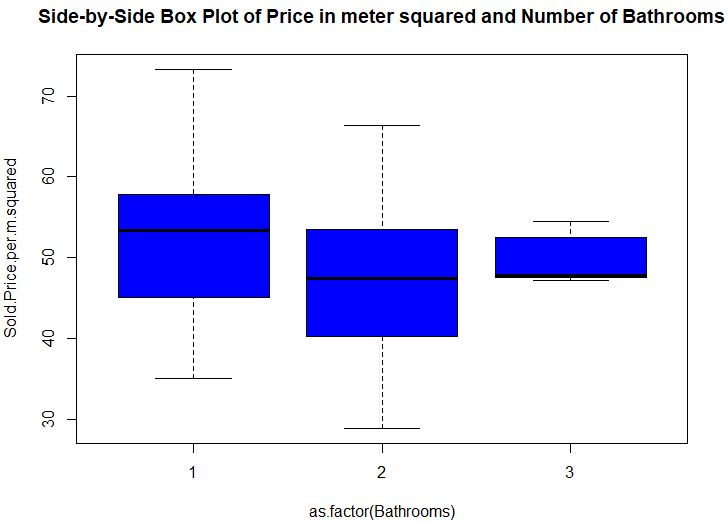 Side-by-Side Box Plot of Price in meter squared and Number of Bathrooms
Sold.Price.per.m.squared
70
60
50
40
30
1 2 3
as.factor(Bathrooms)